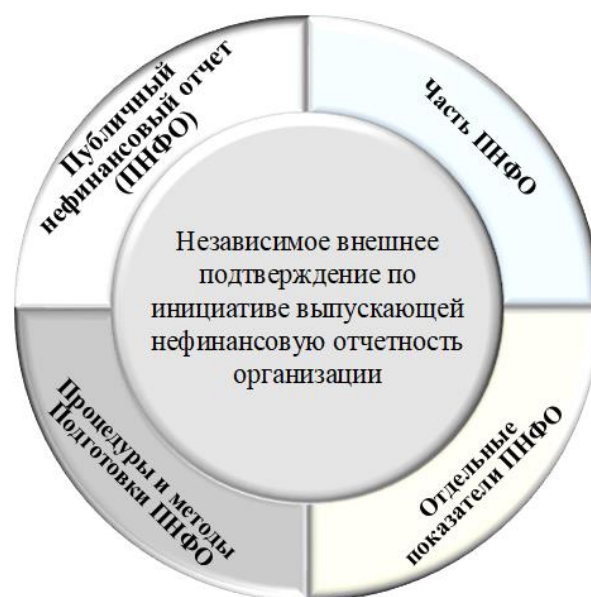 Публичный
нефинансовый отчет
(ПНФО)
Часть ПНФО
Независимое внешнее
подтверждение по
инициативе выпускающей
нефинансовую отчетность
организации
Процедуры и методы
Подготовки ПНФО
Отдельные
показатели ПНФО